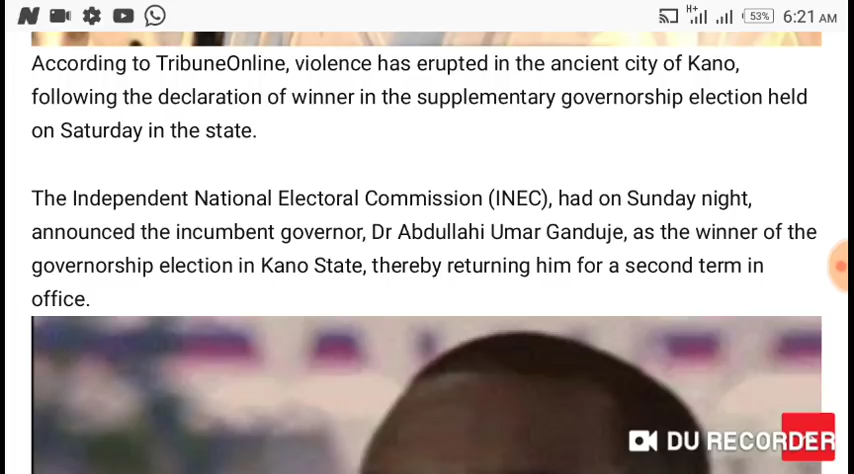 53% 6:21 AM
H+
According to TribuneOnline, violence has erupted in the ancient city of Kano,
following the declaration of winner in the supplementary governorship election held
on Saturday in the state.
The Independent National Electoral Commission (INEC), had on Sunday night,
announced the incumbent governor, Dr Abdullahi Umar Ganduje, as the winner of the
governorship election in Kano State, thereby returning him for a second term in
office.
DU RECORDER